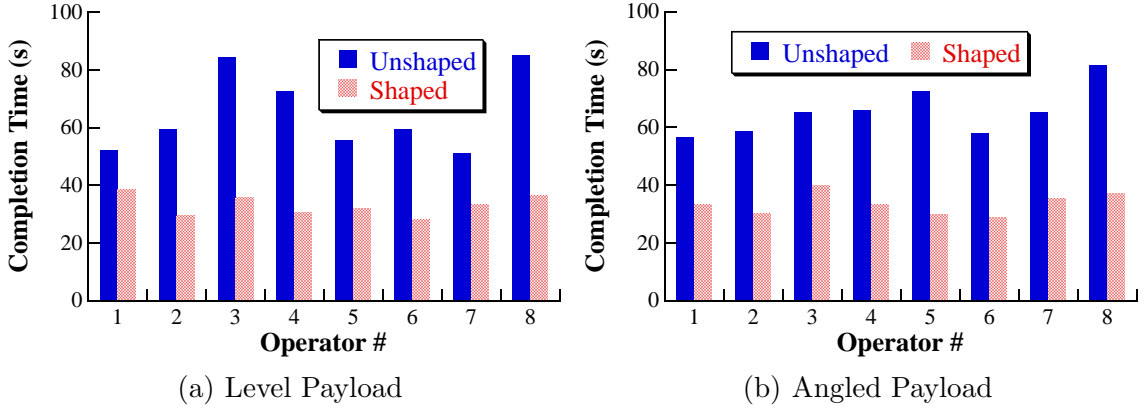 100
80
60
40
20
0
Completion Time (s)
Unshaped
Shaped
1 2 3 4 5 6 7 8
Operator #
(a) Level Payload
100
80
60
40
20
0
Completion Time (s)
Unshaped Shaped
1 2 3 4 5 6 7 8
Operator #
(b) Angled Payload